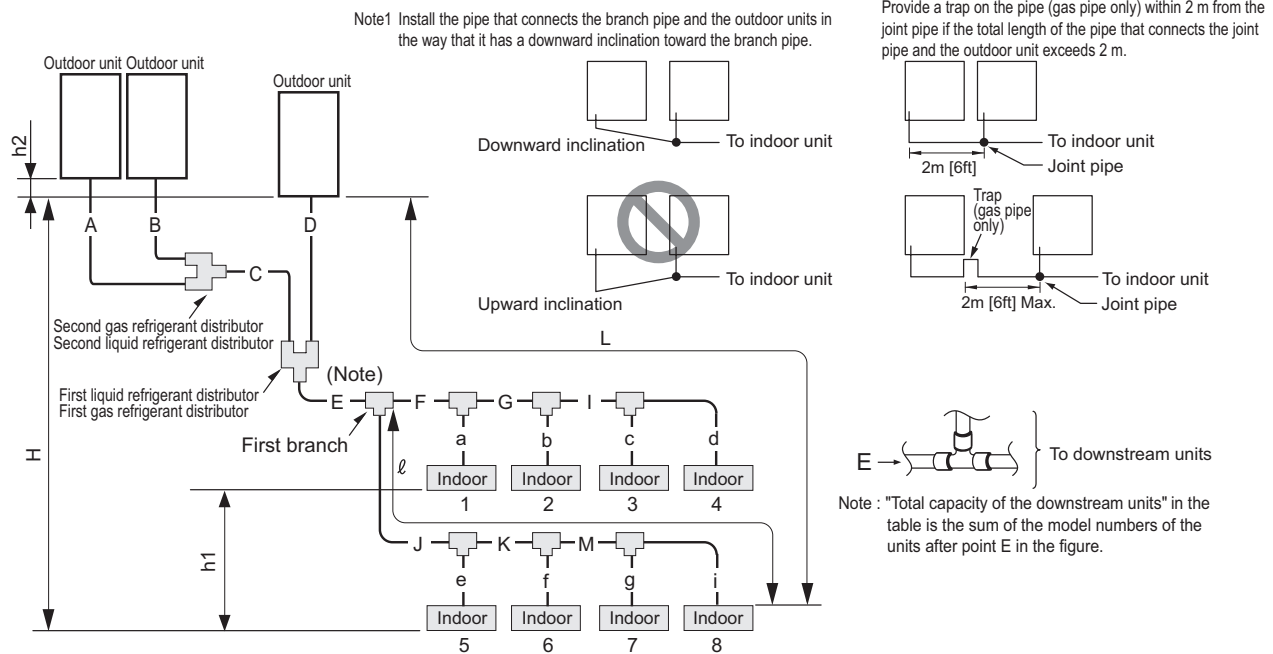 Note1 Install the pipe that connects the branch pipe and the outdoor units in
the way that it has a downward inclination toward the branch pipe.
Provide a trap on the pipe (gas pipe only) within 2 m from the
joint pipe if the total length of the pipe that connects the joint
pipe and the outdoor unit exceeds 2 m.
Outdoor unit Outdoor unit
Outdoor unit
h2
A
B
D
C
Second gas refrigerant distributor
Second liquid refrigerant distributor
First liquid refrigerant distributor
First gas refrigerant distributor
H
Downward inclination
To indoor unit
Upward inclination
To indoor unit
To indoor unit
2m [6ft]
Joint pipe
Trap
(gas pipe
only)
To indoor unit
2m [6ft] Max.
Joint pipe
L
(Note)
E
F
G
I
First branch
ℓ
a
b
c
d
Indoor
Indoor
Indoor
Indoor
1
2
3
4
h1
J
K
M
e
f
g
i
Indoor
Indoor
Indoor
Indoor
5
6
7
8
E
To downstream units
Note : "Total capacity of the downstream units" in the
table is the sum of the model numbers of the
units after point E in the figure.